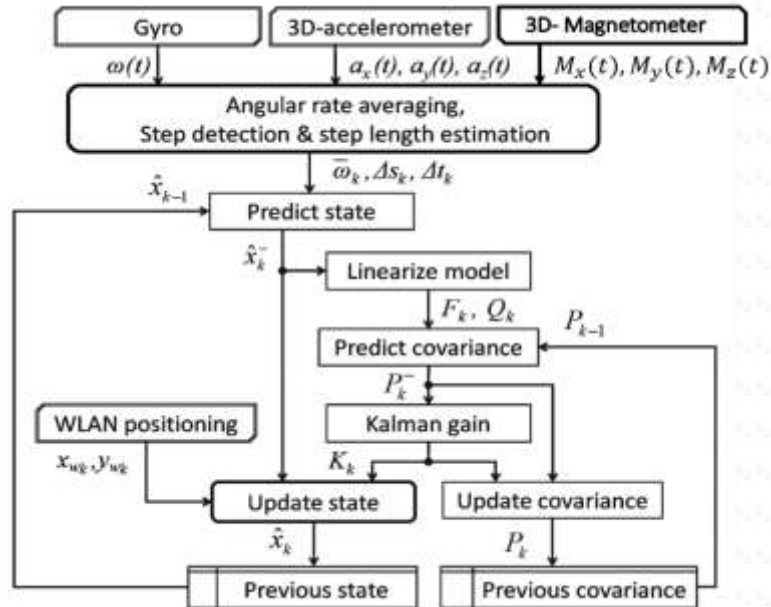 Gyro
3D-accelerometer
3D- Magnetometer
ω(t)
a_x(t), a_y(t), a_z(t)
M_x(t), M_y(t), M_z(t)
Angular rate averaging,
Step detection & step length estimation
ω̅_k, Δs_k, Δt_k
x̂_{k-1}
Predict state
x̂_k^-
Linearize model
F_k, Q_k
P_{k-1}
Predict covariance
P_k^-
WLAN positioning
Kalman gain
x_{wk}, y_{wk}
K_k
Update state
Update covariance
x̂_k
P_k
Previous state
Previous covariance